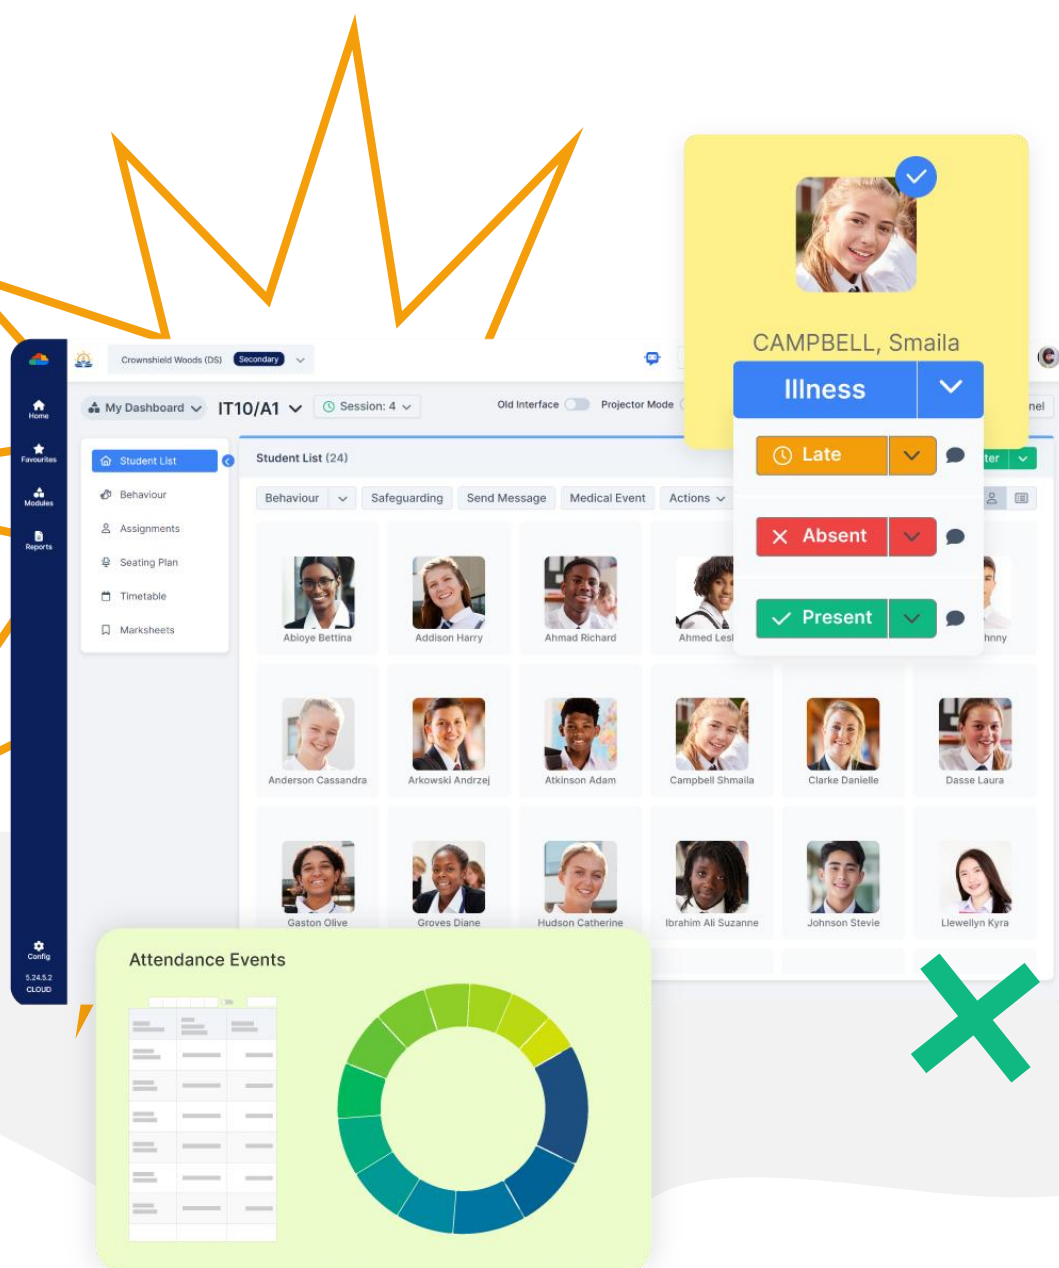 CAMPBELL, Smaila
Illness
Late
Absent
Present
Crownshield Woods (DS) Secondary
Home
Favourites
Modules
Reports
Config
5.24.5.2
CLOUD
My Dashboard
IT10/A1
Session: 4
Old Interface
Projector Mode
Student List
Behaviour
Assignments
Seating Plan
Timetable
Marksheets
Student List (24)
Behaviour
Safeguarding
Send Message
Medical Event
Actions
Abioye Bettina
Addison Harry
Ahmad Richard
Ahmed
Anderson Cassandra
Arkowski Andrzej
Atkinson Adam
Campbell Shmaila
Clarke Danielle
Dasse Laura
Gaston Olive
Groves Diane
Hudson Catherine
Ibrahim Ali Suzanne
Johnson Stevie
Llewellyn Kyra
Attendance Events